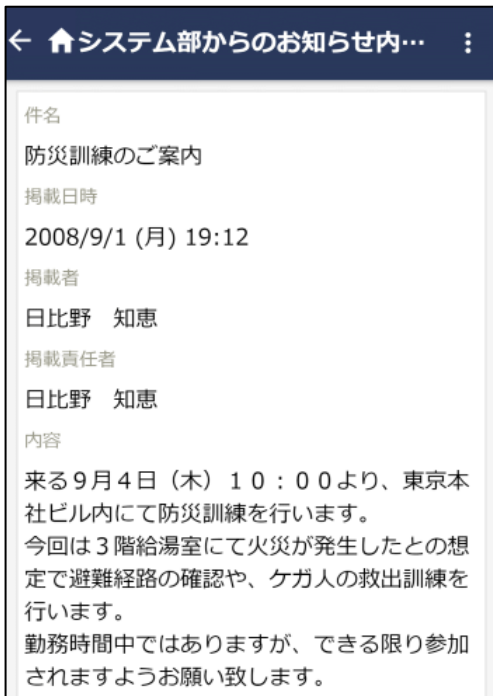 システム部からのお知らせ内…
件名
防災訓練のご案内
掲載日時
2008/9/1 (月) 19:12
掲載者
日比野　知恵
掲載責任者
日比野　知恵
内容
来る９月４日（木）１０：００より、東京本
社ビル内にて防災訓練を行います。
今回は３階給湯室にて火災が発生したとの想
定で避難経路の確認や、ケガ人の救出訓練を
行います。
勤務時間中ではありますが、できる限り参加
されますようお願い致します。